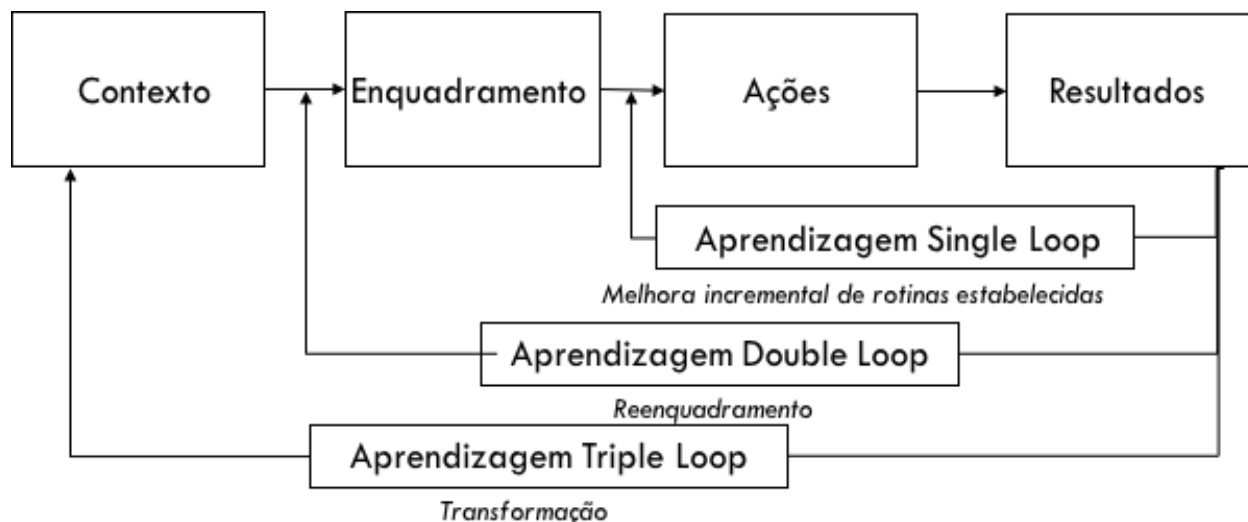 Contexto
Enquadramento
Ações
Resultados
Aprendizagem Single Loop
Melhora incremental de rotinas estabelecidas
Aprendizagem Double Loop
Reenquadramento
Aprendizagem Triple Loop
Transformação